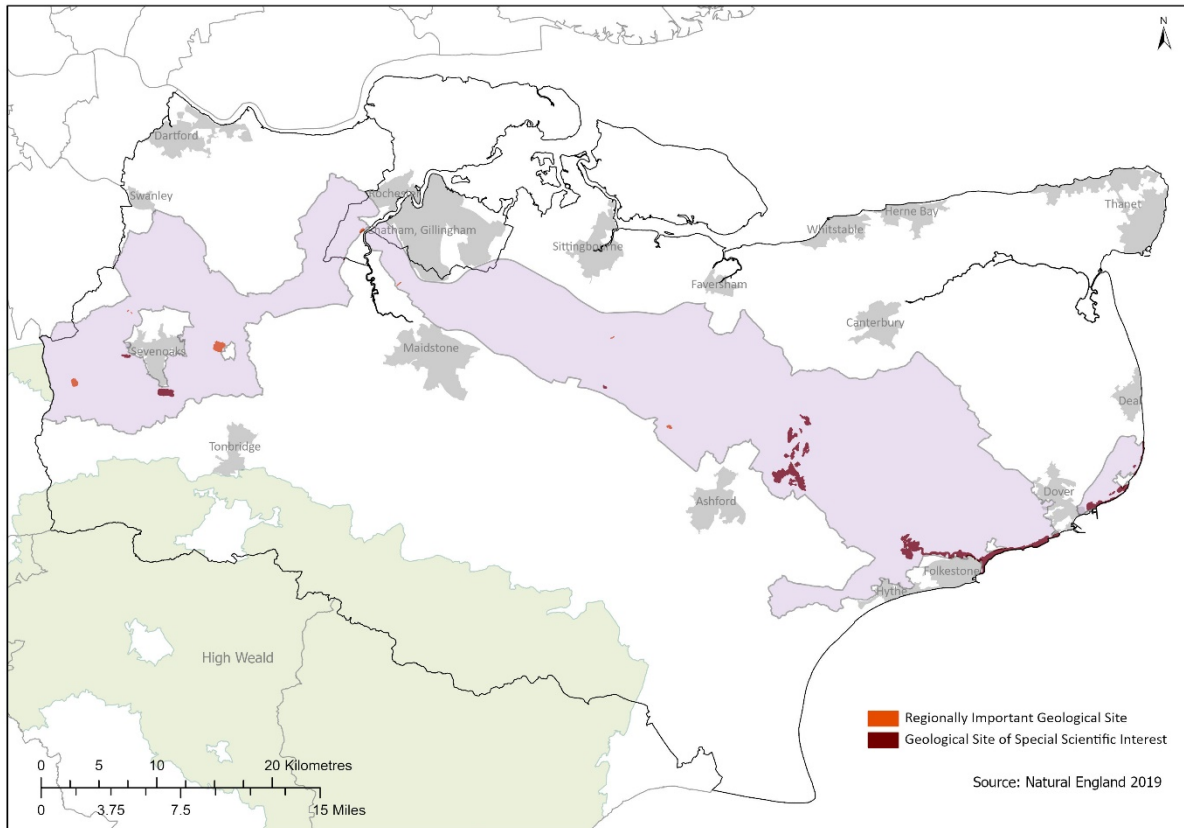 N
Dartford
Swanley
Rochester
Chatham, Gillingham
Sittingbourne
Faversham
Whitstable
Herne Bay
Thanet
Canterbury
Sevenoaks
Maidstone
Deal
Tonbridge
Ashford
Dover
Folkestone
Hythe
High Weald
Regionally Important Geological Site
Geological Site of Special Scientific Interest
Source: Natural England 2019
0 5 10 20 Kilometres
0 3.75 7.5 15 Miles